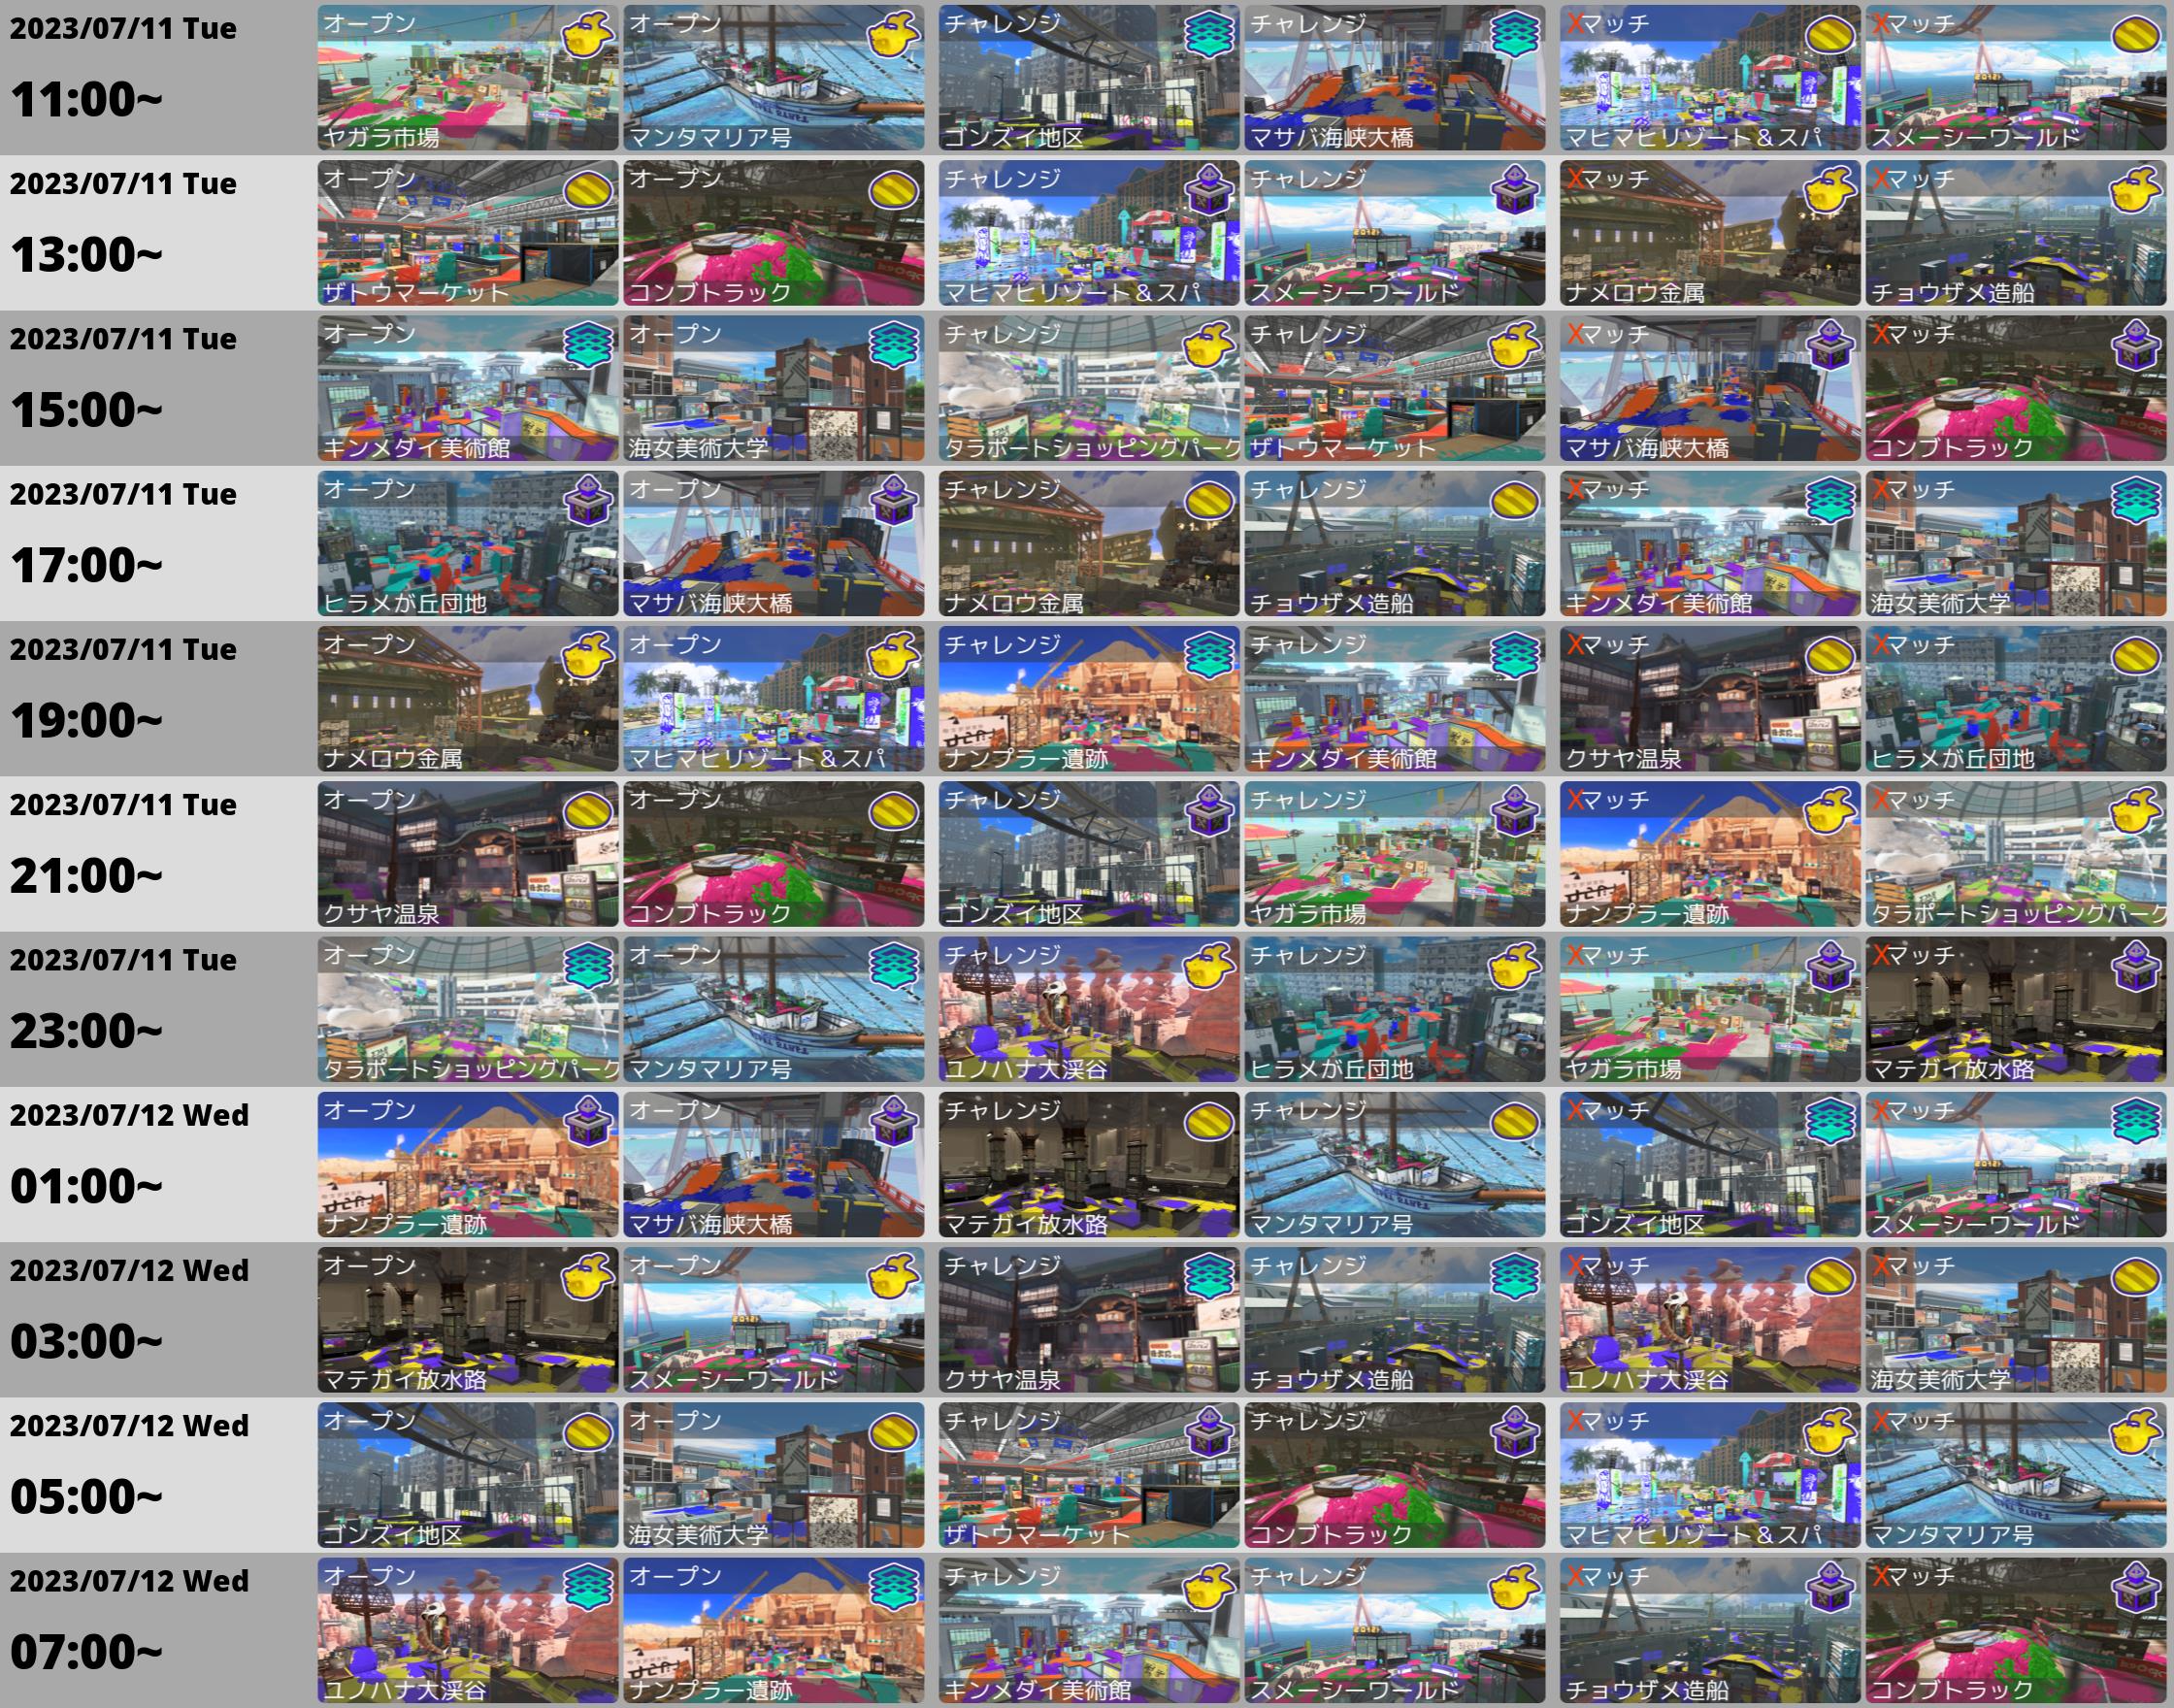 2023/07/11 Tue
11:00~
オープン
ヤガラ市場
オープン
マンタマリア号
チャレンジ
ゴンズイ地区
チャレンジ
マサバ海峡大橋
Xマッチ
マヒマヒリゾート＆スパ
Xマッチ
スメーシーワールド
2023/07/11 Tue
13:00~
オープン
ザトウマーケット
オープン
コンブトラック
チャレンジ
マヒマヒリゾート＆スパ
チャレンジ
スメーシーワールド
Xマッチ
ナメロウ金属
Xマッチ
チョウザメ造船
2023/07/11 Tue
15:00~
オープン
キンメダイ美術館
オープン
海女美術大学
チャレンジ
タラポートショッピングパーク
チャレンジ
ザトウマーケット
Xマッチ
マサバ海峡大橋
Xマッチ
コンブトラック
2023/07/11 Tue
17:00~
オープン
ヒラメが丘団地
オープン
マサバ海峡大橋
チャレンジ
ナメロウ金属
チャレンジ
チョウザメ造船
Xマッチ
キンメダイ美術館
Xマッチ
海女美術大学
2023/07/11 Tue
19:00~
オープン
ナメロウ金属
オープン
マヒマヒリゾート＆スパ
チャレンジ
ナンプラー遺跡
チャレンジ
キンメダイ美術館
Xマッチ
クサヤ温泉
Xマッチ
ヒラメが丘団地
2023/07/11 Tue
21:00~
オープン
クサヤ温泉
オープン
コンブトラック
チャレンジ
ゴンズイ地区
チャレンジ
ヤガラ市場
Xマッチ
ナンプラー遺跡
Xマッチ
タラポートショッピングパーク
2023/07/11 Tue
23:00~
オープン
タラポートショッピングパーク
オープン
マンタマリア号
チャレンジ
ユノハナ大渓谷
チャレンジ
ヒラメが丘団地
Xマッチ
ヤガラ市場
Xマッチ
マテガイ放水路
2023/07/12 Wed
01:00~
オープン
ナンプラー遺跡
オープン
マサバ海峡大橋
チャレンジ
マテガイ放水路
チャレンジ
マンタマリア号
Xマッチ
ゴンズイ地区
Xマッチ
スメーシーワールド
2023/07/12 Wed
03:00~
オープン
マテガイ放水路
オープン
スメーシーワールド
チャレンジ
クサヤ温泉
チャレンジ
チョウザメ造船
Xマッチ
ユノハナ大渓谷
Xマッチ
海女美術大学
2023/07/12 Wed
05:00~
オープン
ゴンズイ地区
オープン
海女美術大学
チャレンジ
ザトウマーケット
チャレンジ
コンブトラック
Xマッチ
マヒマヒリゾート＆スパ
Xマッチ
マンタマリア号
2023/07/12 Wed
07:00~
オープン
ユノハナ大渓谷
オープン
ナンプラー遺跡
チャレンジ
キンメダイ美術館
チャレンジ
スメーシーワールド
Xマッチ
チョウザメ造船
Xマッチ
コンブトラック